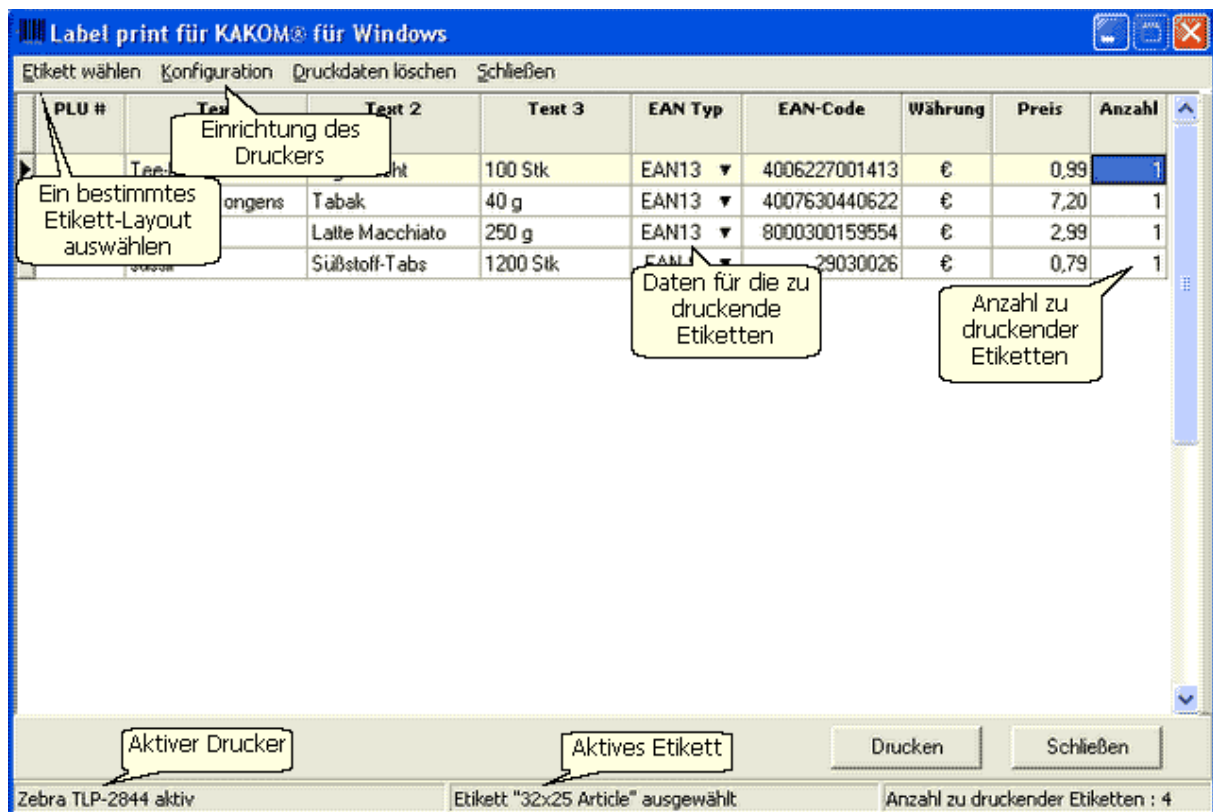 Label print für KAKOM® für Windows
Etikett wählen Konfiguration Druckdaten löschen Schließen
PLU # Text 2 Text 3 EAN Typ EAN-Code Währung Preis Anzahl
Einrichtung des
Druckers
100 Stk EAN13 4006227001413 € 0,99 1
Ein bestimmtes
Etikett-Layout
auswählen
ongens Tabak 40 g EAN13 4007630440622 € 7,20 1
Latte Macchiato 250 g EAN13 8000300159554 € 2,99 1
Süßstoff-Tabs 1200 Stk 29030026 € 0,79 1
Daten für die zu
druckende
Etiketten
Anzahl zu
druckender
Etiketten
Aktiver Drucker
Aktives Etikett
Drucken Schließen
Zebra TLP-2844 aktiv Etikett "32x25 Article" ausgewählt Anzahl zu druckender Etiketten : 4